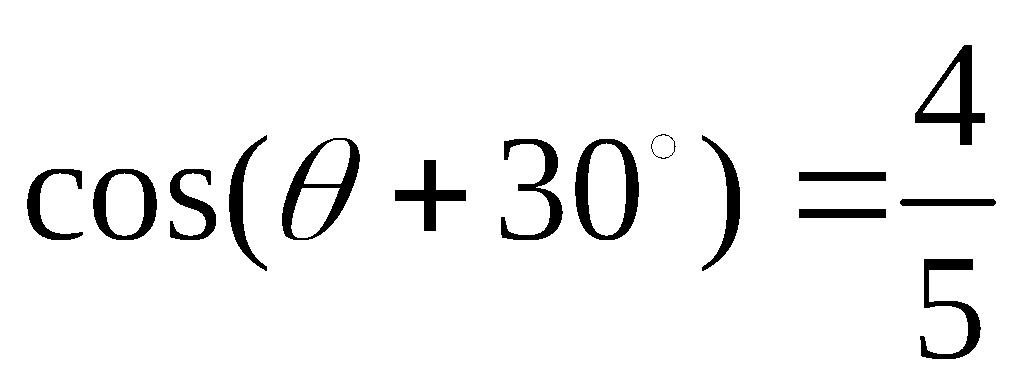 cos(θ + 30°) = 4/5